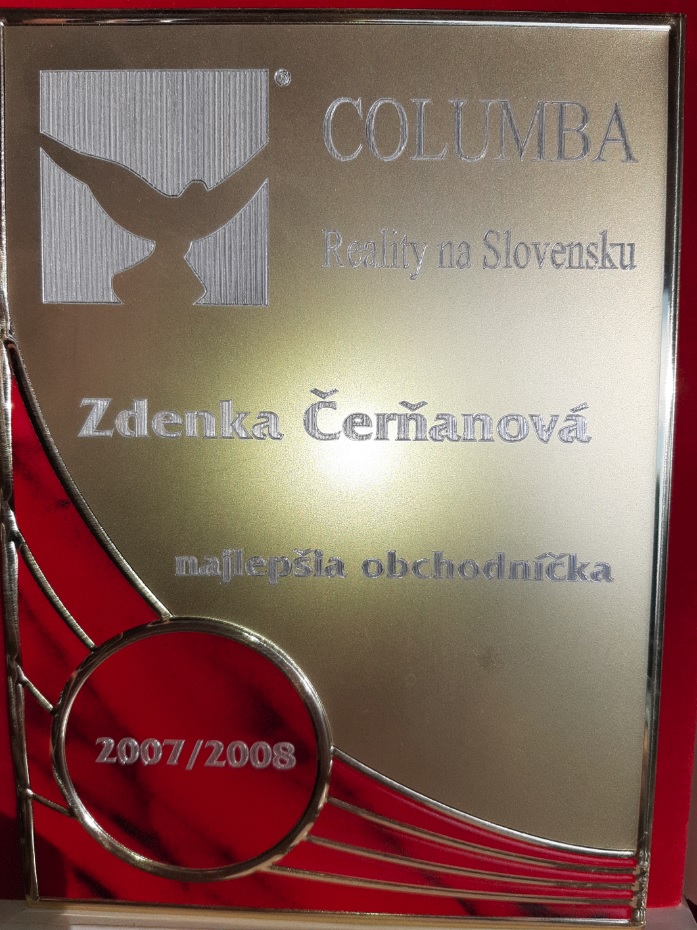 ®
COLUMBA
Reality na Slovensku
Zdenka Čerňanová
najlepšia obchodníčka
2007/2008